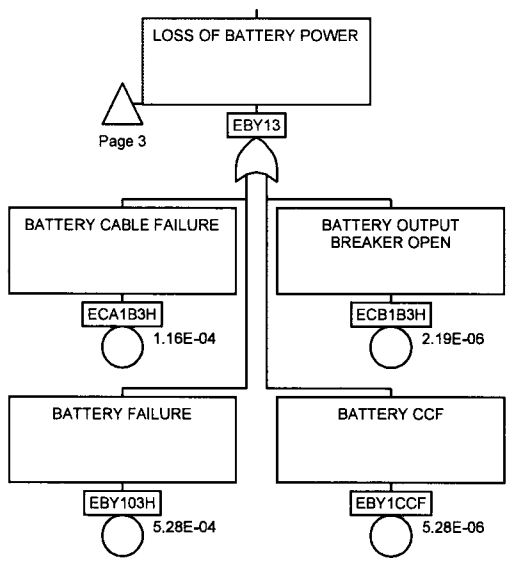 LOSS OF BATTERY POWER
Page 3
EBY13
BATTERY CABLE FAILURE
BATTERY OUTPUT
BREAKER OPEN
ECA1B3H
1.16E-04
ECB1B3H
2.19E-06
BATTERY FAILURE
BATTERY CCF
EBY103H
5.28E-04
EBY1CCF
5.28E-06